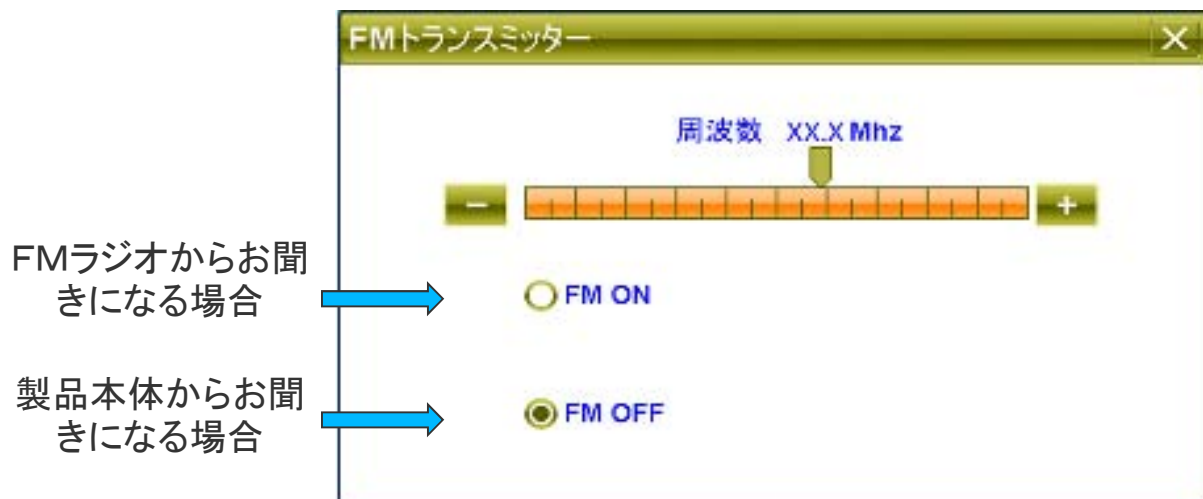 FMトランスミッター
周波数 XX.X Mhz
FMラジオからお聞
きになる場合
FM ON
製品本体からお聞
きになる場合
FM OFF